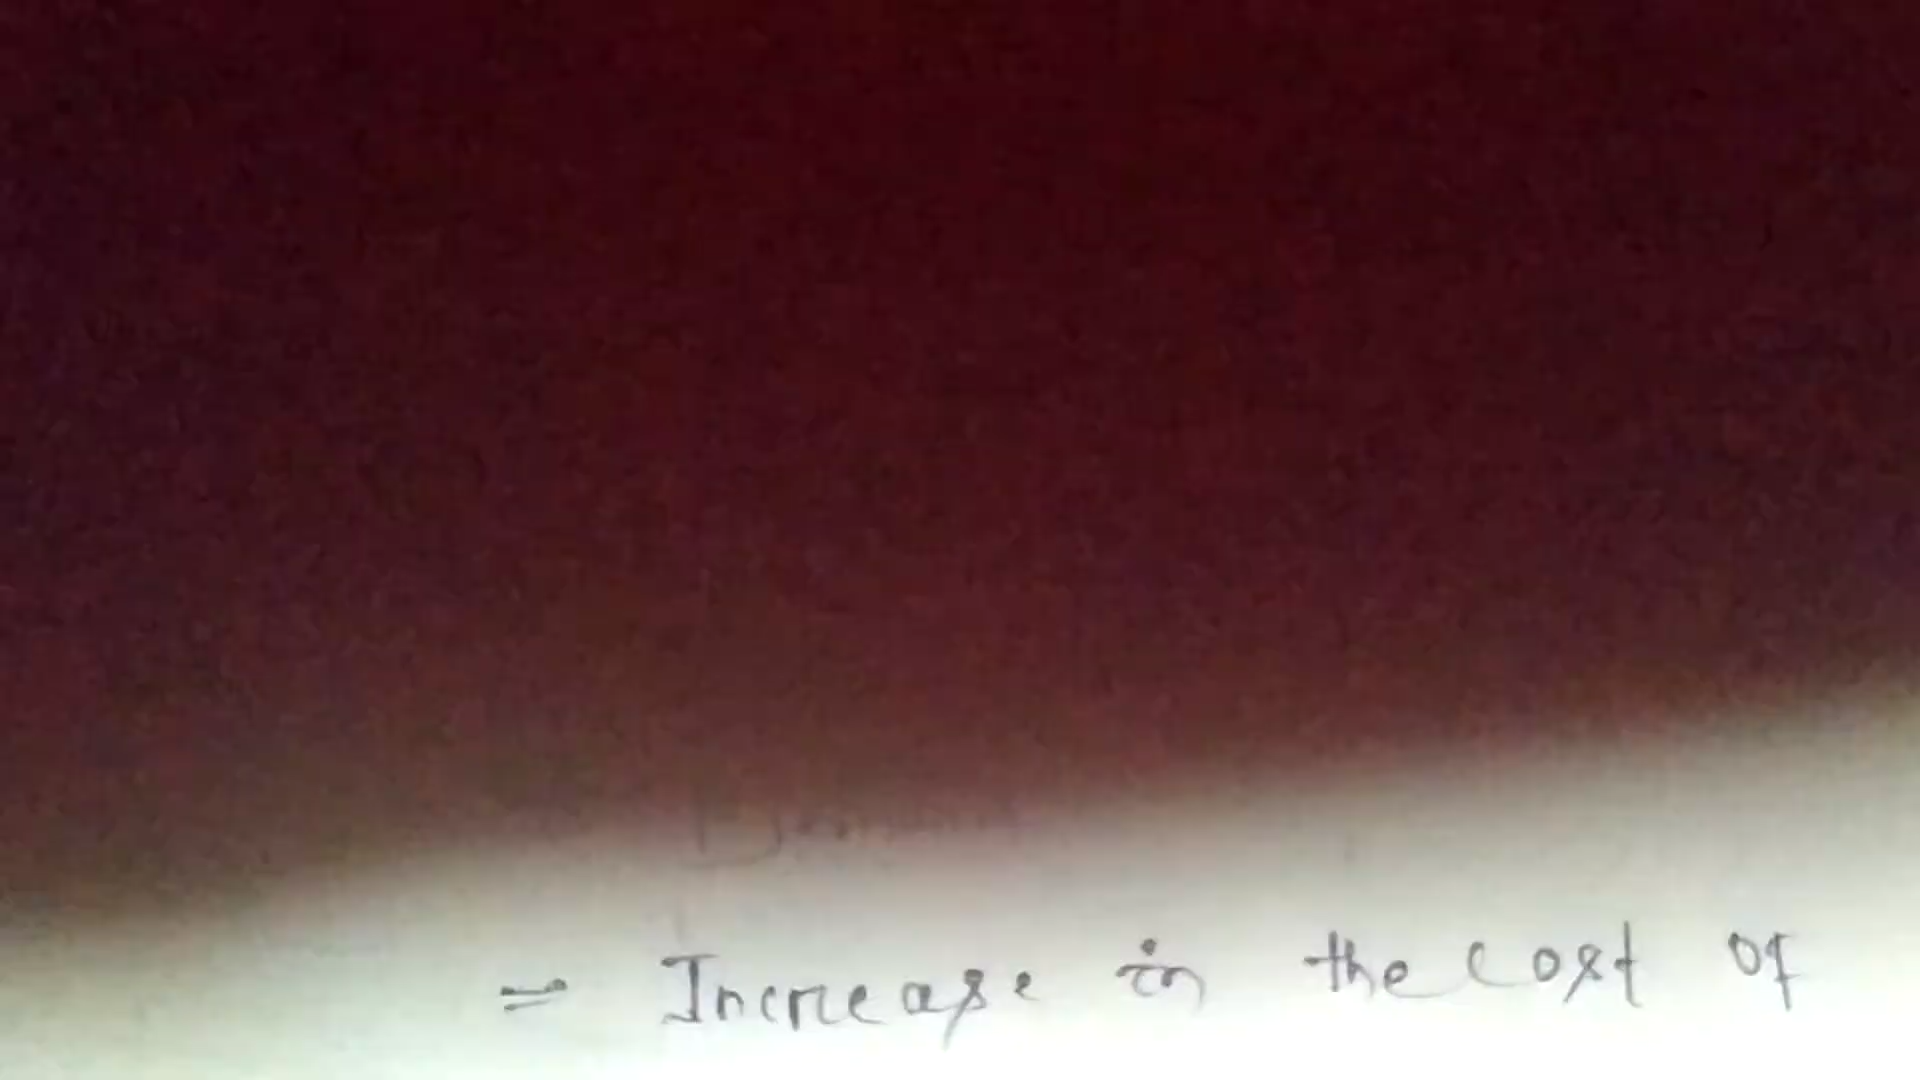 = Increase in the cost of